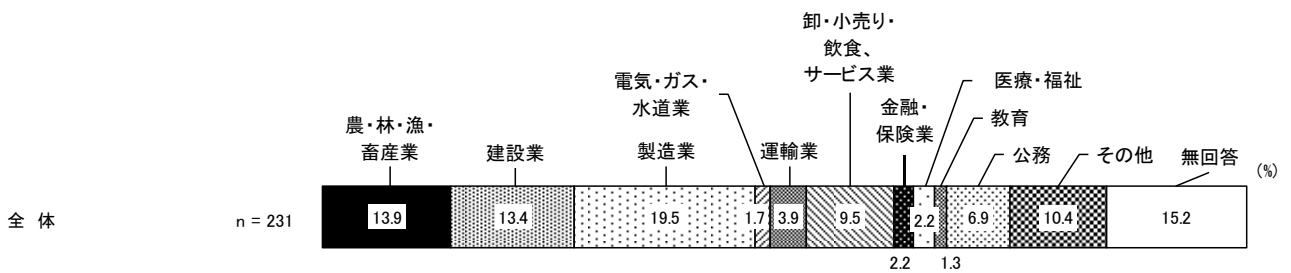 卸・小売り・
飲食、
サービス業
電気・ガス・
水道業
金融・
保険業
医療・福祉
教育
農・林・漁・
畜産業
建設業
製造業
運輸業
公務
その他
無回答
(%)
全 体
n = 231
13.9
13.4
19.5
1.7
3.9
9.5
2.2
2.2
1.3
6.9
10.4
15.2